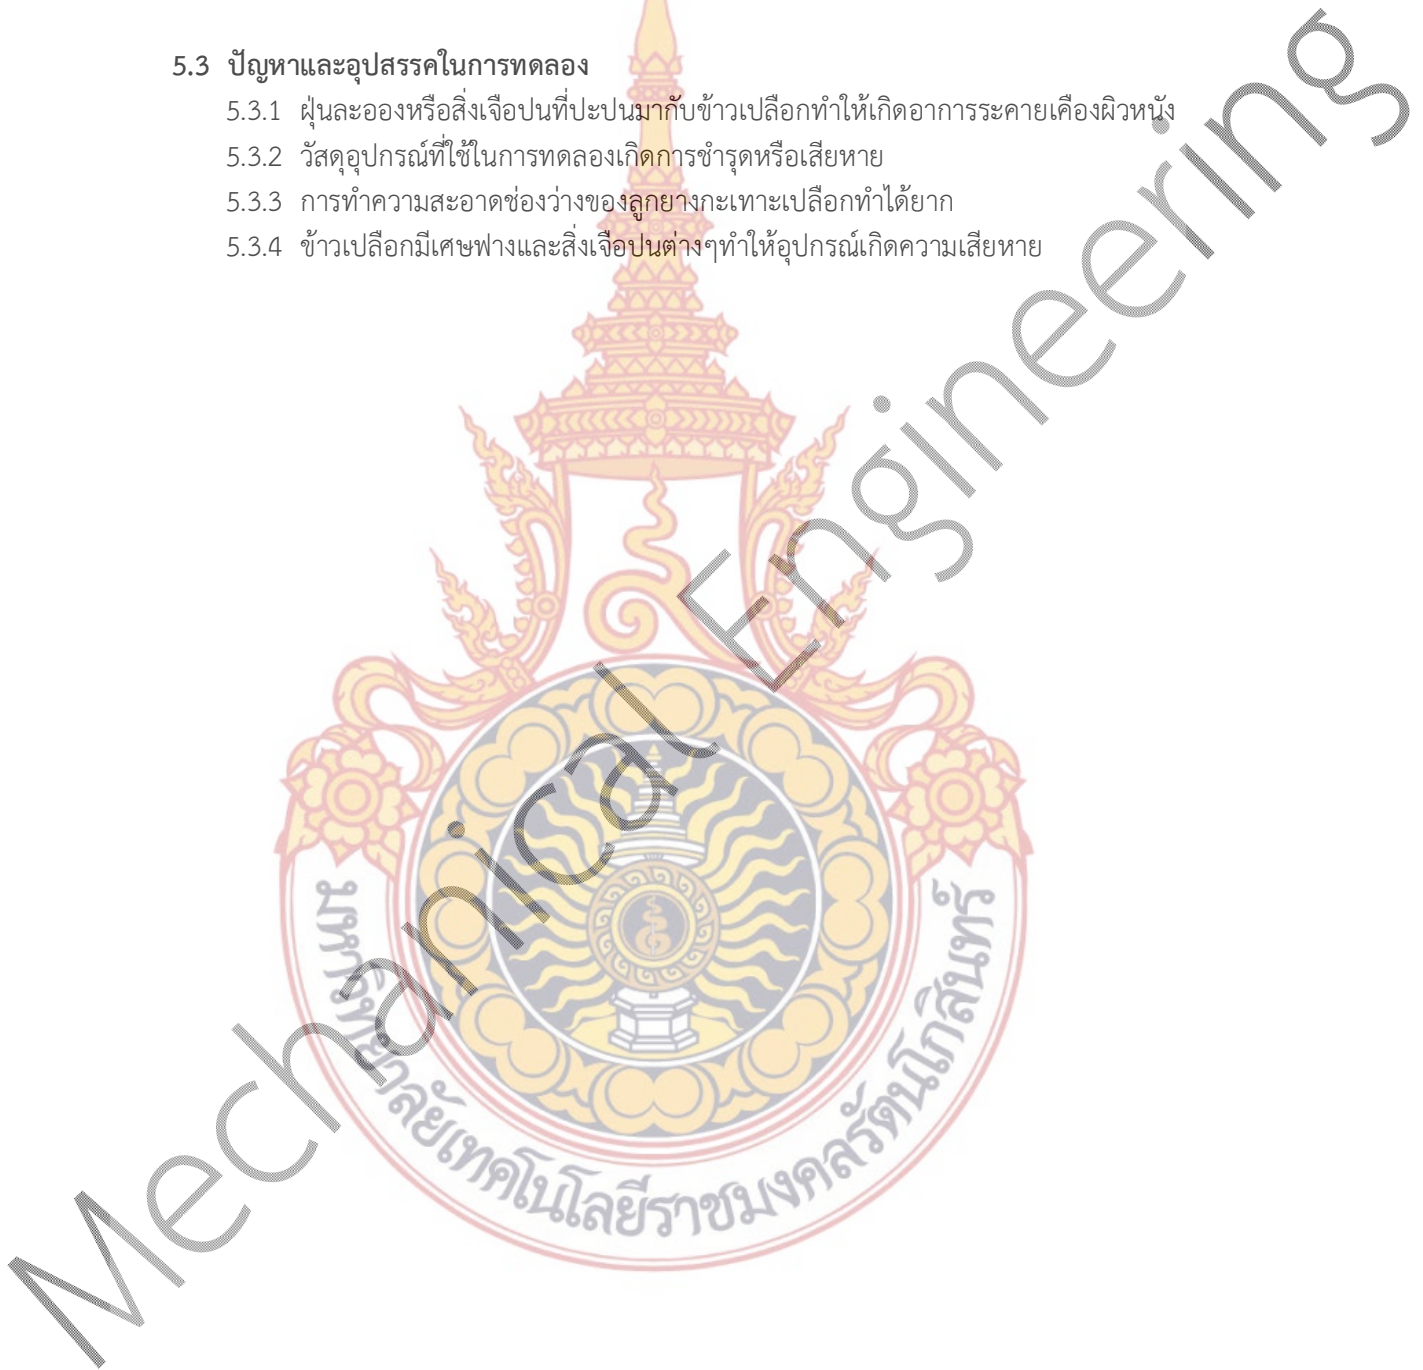 5.3 ปัญหาและอุปสรรคในการทดลอง
5.3.1 ฝุ่นละอองหรือสิ่งเจือปนที่ปะปนมากับข้าวเปลือกทำให้เกิดอาการระคายเคืองผิวหนัง
5.3.2 วัสดุอุปกรณ์ที่ใช้ในการทดลองเกิดการชำรุดหรือเสียหาย
5.3.3 การทำความสะอาดช่องว่างของลูกยางกะเทาะเปลือกทำได้ยาก
5.3.4 ข้าวเปลือกมีเศษฟางและสิ่งเจือปนต่างๆทำให้อุปกรณ์เกิดความเสียหาย
Mechanical Engineering
มหาวิทยาลัยเทคโนโลยีราชมงคลรัตนโกสินทร์